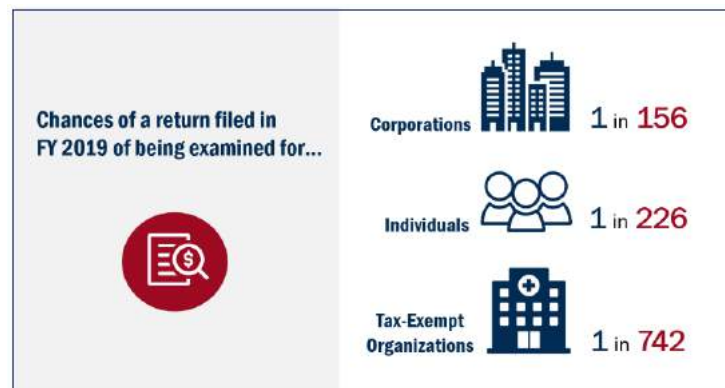 Chances of a return filed in
FY 2019 of being examined for...
Corporations 1 in 156
Individuals 1 in 226
Tax-Exempt
Organizations 1 in 742
$